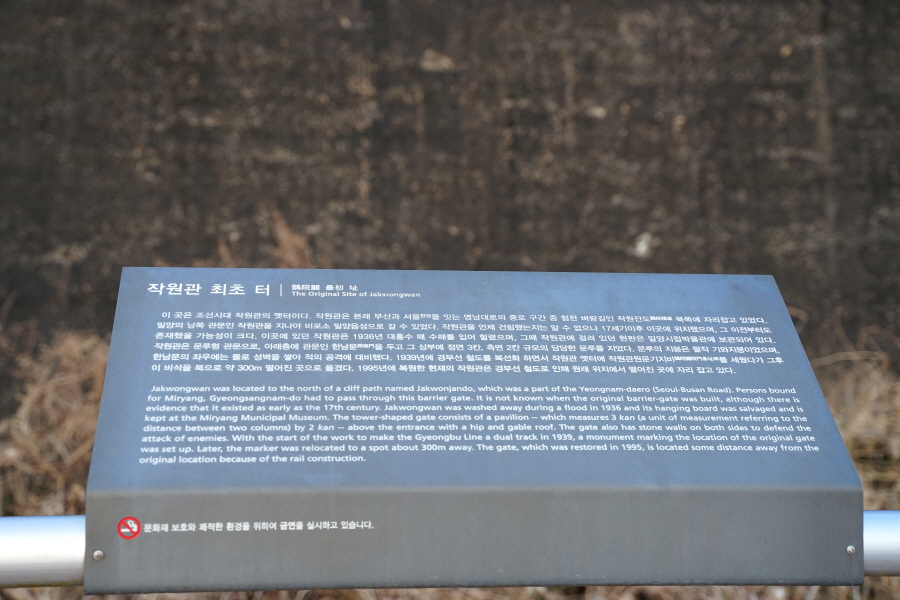 작원관 최초 터 | 鵲院關 最初 址
The Original Site of Jakwongwan
이 곳은 조선시대 작원관의 옛터이다. 작원관은 본래 부산과 서울을 잇는 영남대로의 중로 구간 중 험한 벼랑길인 작원잔도 북쪽에 자리잡고 있었다.
밀양의 남쪽 관문인 작원관을 지나야 비로소 밀양읍성으로 갈 수 있었다. 작원관을 언제 건립했는지는 알 수 없으나 17세기이후 이곳에 위치했으며, 그 이전부터도
존재했을 가능성이 크다. 이곳에 있던 작원관은 1936년 대홍수 때 수해를 입어 헐렸으며, 그때 작원관에 걸려 있던 현판은 밀양시립박물관에 보관되어 있다.
작원관은 문루형 관문으로, 아래층에 관문인 한남문을 두고 그 상부에 정면 3칸, 측면 2칸 규모의 당당한 문루를 지었다. 문루의 지붕은 팔작 기와지붕이었으며,
한남문의 좌우에는 돌로 성벽을 쌓아 적의 공격에 대비했다. 1939년에 경부선 철도를 복선화 하면서 작원관 옛터에 작원관원문기지비를 세웠다가 그후
이 비석을 북으로 약 300m 떨어진 곳으로 옮겼다. 1995년에 복원한 현재의 작원관은 경부선 철도로 인해 원래 위치에서 떨어진 곳에 자리 잡고 있다.
Jakwongwan was located to the north of a cliff path named Jakwonjando, which was a part of the Yeongnam-daero (Seoul-Busan Road). Persons bound
for Miryang, Gyeongsangnam-do had to pass through this barrier gate. It is not known when the original barrier-gate was built, although there is
evidence that it existed as early as the 17th century. Jakwongwan was washed away during a flood in 1936 and its hanging board was salvaged and is
kept at the Miryang Municipal Museum. The tower-shaped gate consists of a pavilion -- which measures 3 kan (a unit of measurement referring to the
distance between two columns) by 2 kan -- above the entrance with a hip and gable roof. The gate also has stone walls on both sides to defend the
attack of enemies. With the start of the work to make the Gyeongbu Line a dual track in 1939, a monument marking the location of the original gate
was set up. Later, the marker was relocated to a spot about 300m away. The gate, which was restored in 1995, is located some distance away from the
original location because of the rail construction.
문화재 보호와 쾌적한 환경을 위하여 금연을 실시하고 있습니다.